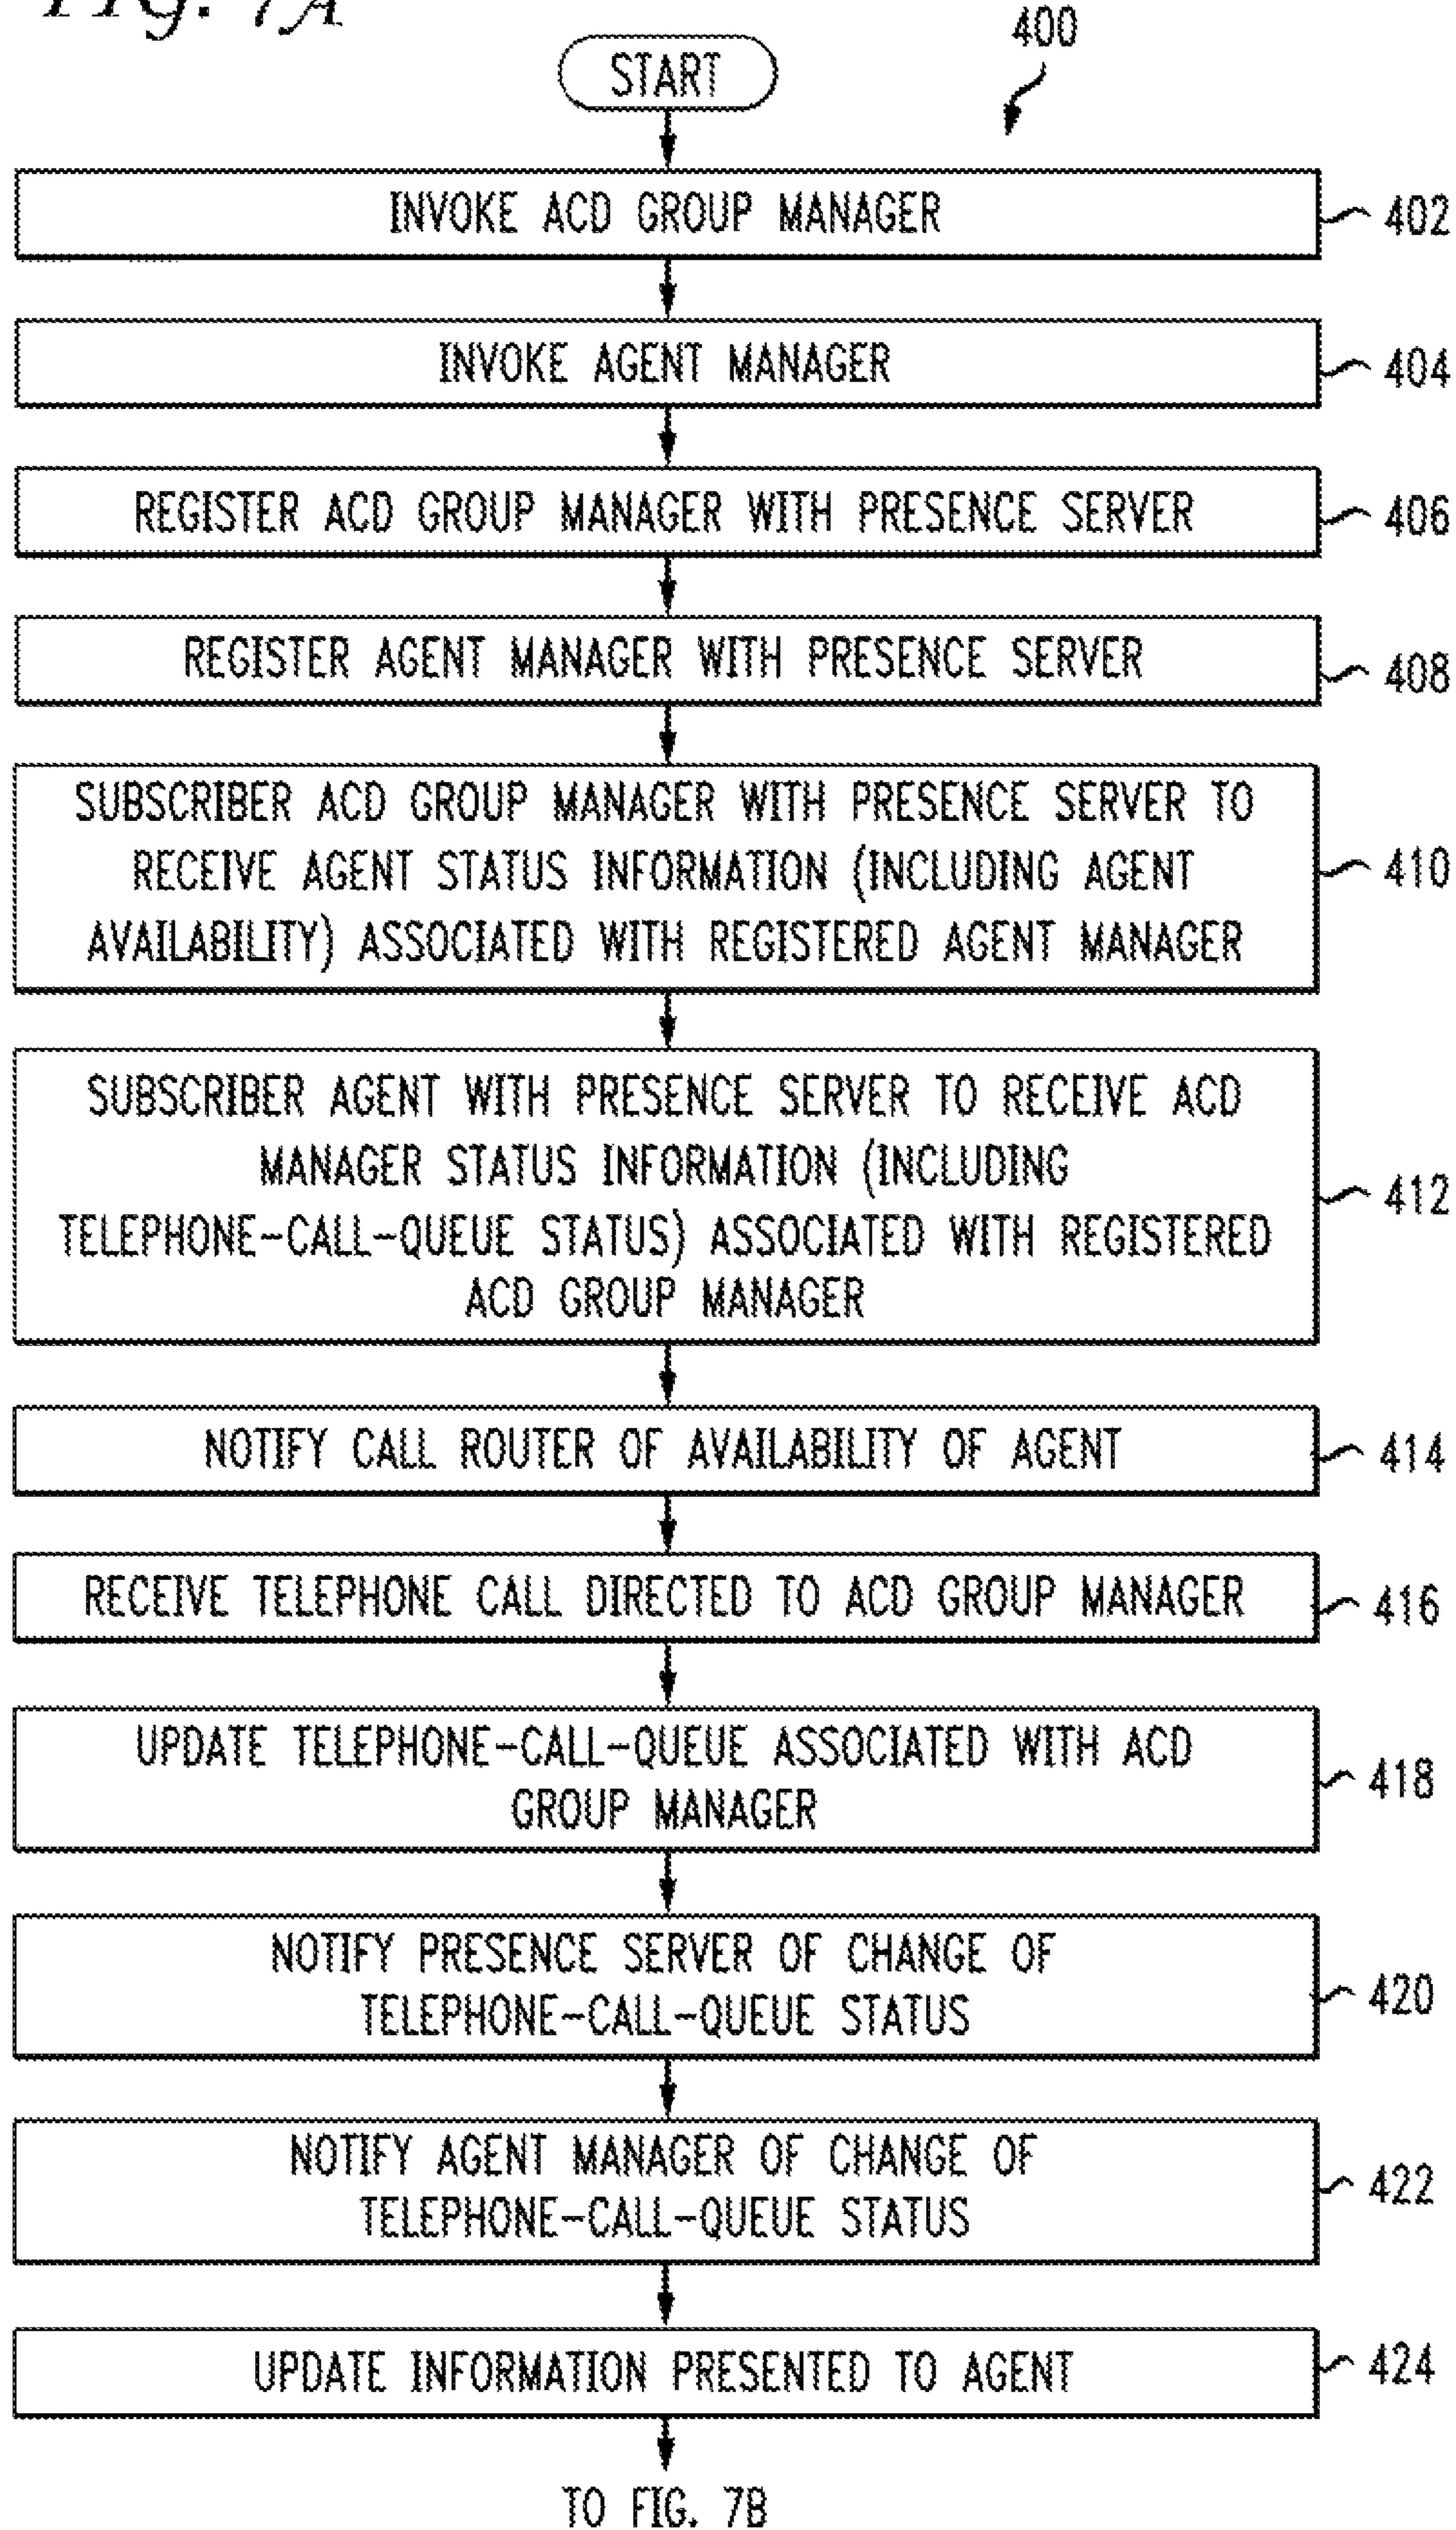 FIG. 7A
400
START
INVOKE ACD GROUP MANAGER
402
INVOKE AGENT MANAGER
404
REGISTER ACD GROUP MANAGER WITH PRESENCE SERVER
406
REGISTER AGENT MANAGER WITH PRESENCE SERVER
408
SUBSCRIBER ACD GROUP MANAGER WITH PRESENCE SERVER TO
RECEIVE AGENT STATUS INFORMATION (INCLUDING AGENT
AVAILABILITY) ASSOCIATED WITH REGISTERED AGENT MANAGER
410
SUBSCRIBER AGENT WITH PRESENCE SERVER TO RECEIVE ACD
MANAGER STATUS INFORMATION (INCLUDING
TELEPHONE-CALL-QUEUE STATUS) ASSOCIATED WITH REGISTERED
ACD GROUP MANAGER
412
NOTIFY CALL ROUTER OF AVAILABILITY OF AGENT
414
RECEIVE TELEPHONE CALL DIRECTED TO ACD GROUP MANAGER
416
UPDATE TELEPHONE-CALL-QUEUE ASSOCIATED WITH ACD
GROUP MANAGER
418
NOTIFY PRESENCE SERVER OF CHANGE OF
TELEPHONE-CALL-QUEUE STATUS
420
NOTIFY AGENT MANAGER OF CHANGE OF
TELEPHONE-CALL-QUEUE STATUS
422
UPDATE INFORMATION PRESENTED TO AGENT
424
TO FIG. 7B